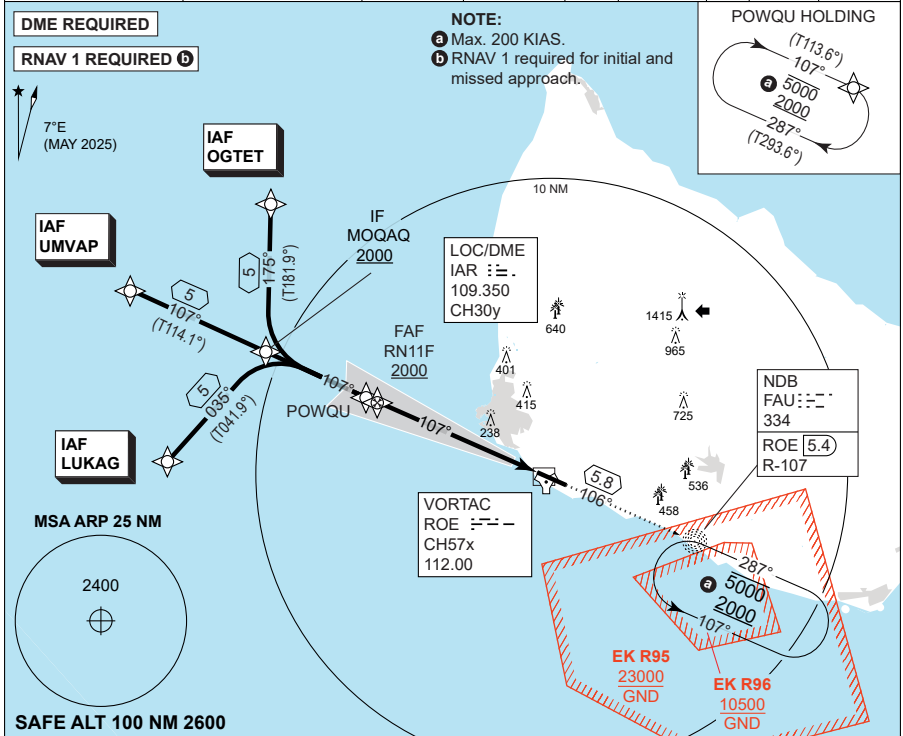 DME REQUIRED
RNAV 1 REQUIRED b
7°E
(MAY 2025)
NOTE:
a Max. 200 KIAS.
b RNAV 1 required for initial and
missed approach.
POWQU HOLDING
(T113.6°)
107°
a 5000
2000
287°
(T293.6°)
IAF
OGTET
IAF
UMVAP
IF
MOQAQ
2000
10 NM
5
175°
(T181.9°)
5
107°
(T114.1°)
LOC/DME
IAR
109.350
CH30y
640
1415
965
FAF
RN11F
2000
401
415
238
725
107°
POWQU
107°
5
035°
(T041.9°)
IAF
LUKAG
NDB
FAU
334
ROE 5.4
R-107
536
458
5.8
106°
VORTAC
ROE
CH57x
112.00
MSA ARP 25 NM
2400
287°
a 5000
2000
107°
EK R95
23000
GND
EK R96
10500
GND
SAFE ALT 100 NM 2600